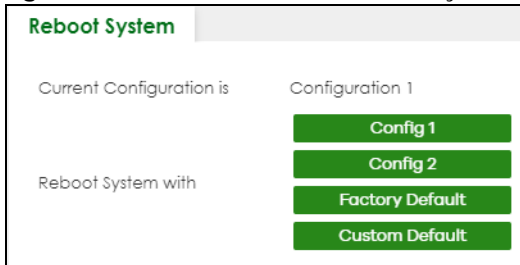 Reboot System
Current Configuration is Configuration 1
Config 1
Config 2
Reboot System with
Factory Default
Custom Default